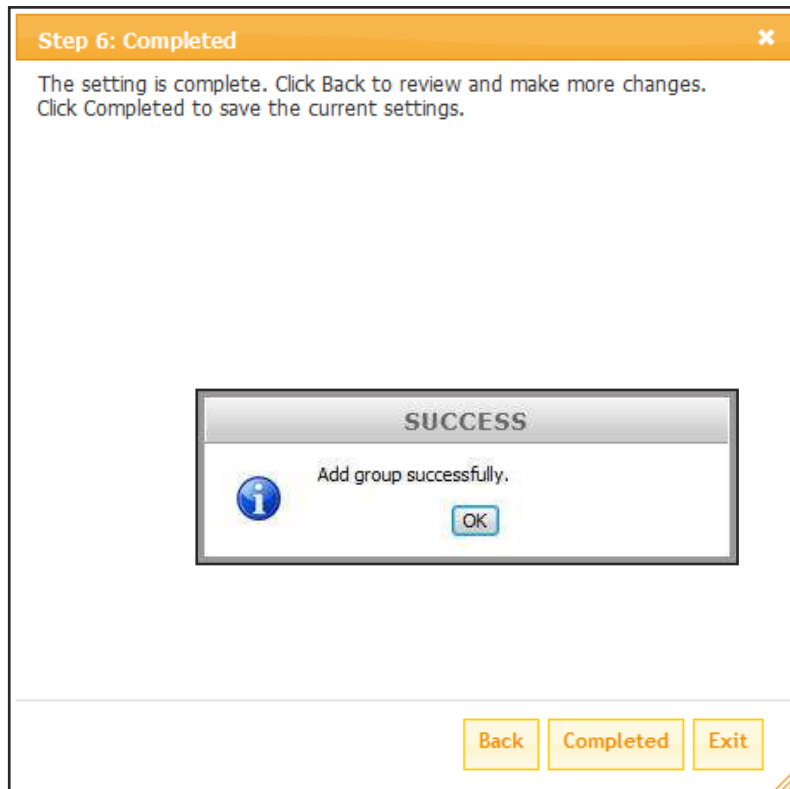 Step 6: Completed
The setting is complete. Click Back to review and make more changes.
Click Completed to save the current settings.
SUCCESS
Add group successfully.
OK
Back Completed Exit